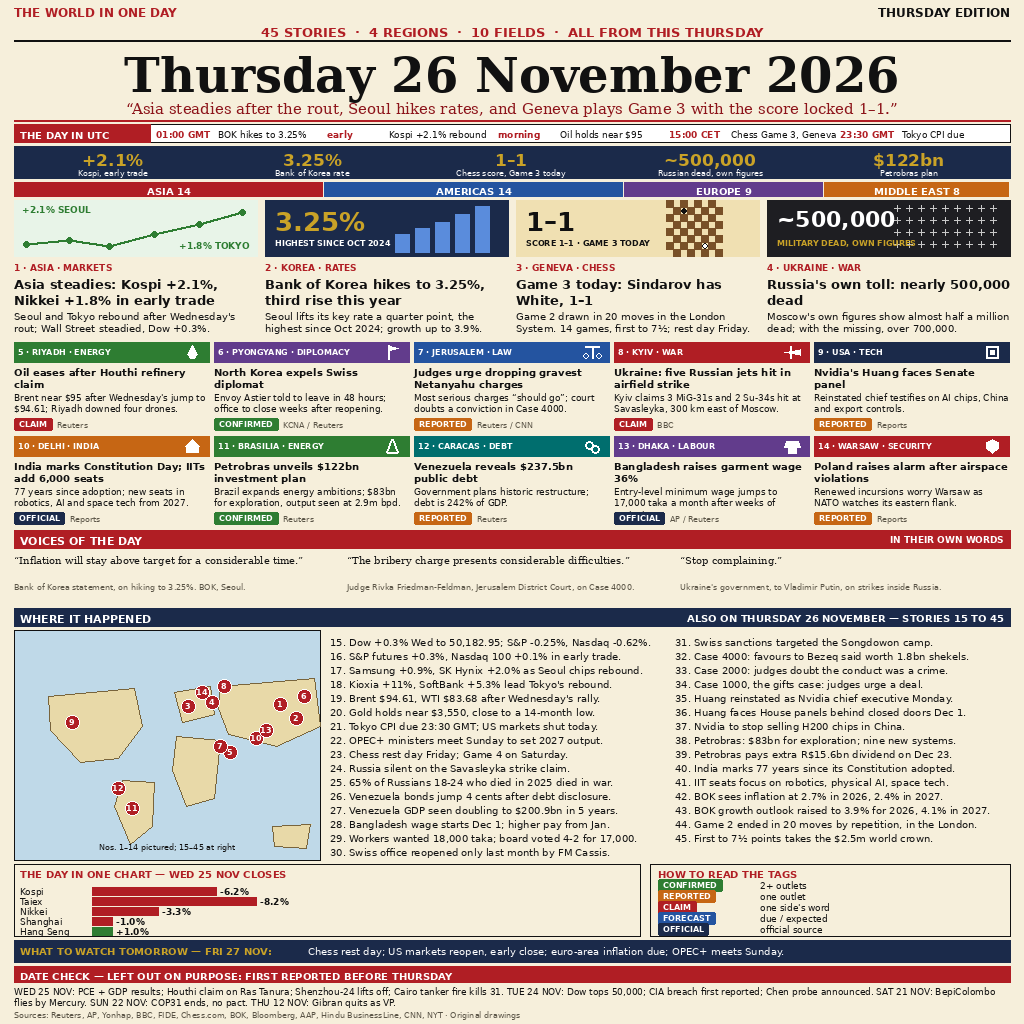 THE WORLD IN ONE DAY
THURSDAY EDITION
45 STORIES · 4 REGIONS · 10 FIELDS · ALL FROM THIS THURSDAY
Thursday 26 November 2026
“Asia steadies after the rout, Seoul hikes rates, and Geneva plays Game 3 with the score locked 1–1.”
THE DAY IN UTC
01:00 GMT BOK hikes to 3.25% early Kospi +2.1% rebound morning Oil holds near $95 15:00 CET Chess Game 3, Geneva 23:30 GMT Tokyo CPI due
+2.1%
Kospi, early trade
3.25%
Bank of Korea rate
1–1
Chess score, Game 3 today
~500,000
Russian dead, own figures
$122bn
Petrobras plan
ASIA 14
AMERICAS 14
EUROPE 9
MIDDLE EAST 8
+2.1% SEOUL
+1.8% TOKYO
3.25%
HIGHEST SINCE OCT 2024
1–1
SCORE 1–1 · GAME 3 TODAY
~500,000
MILITARY DEAD, OWN FIGURES
1 · ASIA · MARKETS
Asia steadies: Kospi +2.1%,
Nikkei +1.8% in early trade
Seoul and Tokyo rebound after Wednesday's
rout; Wall Street steadied, Dow +0.3%.
2 · KOREA · RATES
Bank of Korea hikes to 3.25%,
third rise this year
Seoul lifts its key rate a quarter point, the
highest since Oct 2024; growth up to 3.9%.
3 · GENEVA · CHESS
Game 3 today: Sindarov has
White, 1–1
Game 2 drawn in 20 moves in the London
System. 14 games, first to 7½; rest day Friday.
4 · UKRAINE · WAR
Russia's own toll: nearly 500,000
dead
Moscow's own figures show almost half a million
dead; with the missing, over 700,000.
5 · RIYADH · ENERGY
Oil eases after Houthi refinery
claim
Brent near $95 after Wednesday's jump to
$94.61; Riyadh downed four drones.
CLAIM Reuters
6 · PYONGYANG · DIPLOMACY
North Korea expels Swiss
diplomat
Envoy Astier told to leave in 48 hours;
office to close weeks after reopening.
CONFIRMED KCNA / Reuters
7 · JERUSALEM · LAW
Judges urge dropping gravest
Netanyahu charges
Most serious charges “should go”; court
doubts a conviction in Case 4000.
REPORTED Reuters / CNN
8 · KYIV · WAR
Ukraine: five Russian jets hit in
airfield strike
Kyiv claims 3 MiG-31s and 2 Su-34s hit at
Savasleyka, 300 km east of Moscow.
CLAIM BBC
9 · USA · TECH
Nvidia's Huang faces Senate
panel
Reinstated chief testifies on AI chips, China
and export controls.
REPORTED Reuters
10 · DELHI · INDIA
India marks Constitution Day; IITs
add 6,000 seats
77 years since adoption; new seats in
robotics, AI and space tech from 2027.
OFFICIAL Reports
11 · BRASILIA · ENERGY
Petrobras unveils $122bn
investment plan
Brazil expands energy ambitions; $83bn
for exploration, output seen at 2.9m bpd.
CONFIRMED Reuters
12 · CARACAS · DEBT
Venezuela reveals $237.5bn
public debt
Government plans historic restructure;
debt is 242% of GDP.
REPORTED Reuters
13 · DHAKA · LABOUR
Bangladesh raises garment wage
36%
Entry-level minimum wage jumps to
17,000 taka a month after weeks of
OFFICIAL AP / Reuters
14 · WARSAW · SECURITY
Poland raises alarm after airspace
violations
Renewed incursions worry Warsaw as
NATO watches its eastern flank.
REPORTED Reports
VOICES OF THE DAY
IN THEIR OWN WORDS
“Inflation will stay above target for a considerable time.”
Bank of Korea statement, on hiking to 3.25%. BOK, Seoul.
“The bribery charge presents considerable difficulties.”
Judge Rivka Friedman-Feldman, Jerusalem District Court, on Case 4000.
“Stop complaining.”
Ukraine's government, to Vladimir Putin, on strikes inside Russia.
WHERE IT HAPPENED
ALSO ON THURSDAY 26 NOVEMBER — STORIES 15 TO 45
8
14
6
3
4
1
2
9
13
10
7
5
12
11
Nos. 1–14 pictured; 15–45 at right
15. Dow +0.3% Wed to 50,182.95; S&P -0.25%, Nasdaq -0.62%.
16. S&P futures +0.3%, Nasdaq 100 +0.1% in early trade.
17. Samsung +0.9%, SK Hynix +2.0% as Seoul chips rebound.
18. Kioxia +11%, SoftBank +5.3% lead Tokyo's rebound.
19. Brent $94.61, WTI $83.68 after Wednesday's rally.
20. Gold holds near $3,550, close to a 14-month low.
21. Tokyo CPI due 23:30 GMT; US markets shut today.
22. OPEC+ ministers meet Sunday to set 2027 output.
23. Chess rest day Friday; Game 4 on Saturday.
24. Russia silent on the Savasleyka strike claim.
25. 65% of Russians 18-24 who died in 2025 died in war.
26. Venezuela bonds jump 4 cents after debt disclosure.
27. Venezuela GDP seen doubling to $200.9bn in 5 years.
28. Bangladesh wage starts Dec 1; higher pay from Jan.
29. Workers wanted 18,000 taka; board voted 4-2 for 17,000.
30. Swiss office reopened only last month by FM Cassis.
31. Swiss sanctions targeted the Songdowon camp.
32. Case 4000: favours to Bezeq said worth 1.8bn shekels.
33. Case 2000: judges doubt the conduct was a crime.
34. Case 1000, the gifts case: judges urge a deal.
35. Huang reinstated as Nvidia chief executive Monday.
36. Huang faces House panels behind closed doors Dec 1.
37. Nvidia to stop selling H200 chips in China.
38. Petrobras: $83bn for exploration; nine new systems.
39. Petrobras pays extra R$15.6bn dividend on Dec 23.
40. India marks 77 years since its Constitution adopted.
41. IIT seats focus on robotics, physical AI, space tech.
42. BOK sees inflation at 2.7% in 2026, 2.4% in 2027.
43. BOK growth outlook raised to 3.9% for 2026, 4.1% in 2027.
44. Game 2 ended in 20 moves by repetition, in the London.
45. First to 7½ points takes the $2.5m world crown.
THE DAY IN ONE CHART — WED 25 NOV CLOSES
Kospi -6.2%
Taiex -8.2%
Nikkei -3.3%
Shanghai -1.0%
Hang Seng +1.0%
HOW TO READ THE TAGS
CONFIRMED 2+ outlets
REPORTED one outlet
CLAIM one side's word
FORECAST due / expected
OFFICIAL official source
WHAT TO WATCH TOMORROW — FRI 27 NOV:
Chess rest day; US markets reopen, early close; euro-area inflation due; OPEC+ meets Sunday.
DATE CHECK — LEFT OUT ON PURPOSE: FIRST REPORTED BEFORE THURSDAY
WED 25 NOV: PCE + GDP results; Houthi claim on Ras Tanura; Shenzhou-24 lifts off; Cairo tanker fire kills 31. TUE 24 NOV: Dow tops 50,000; CIA breach first reported; Chen probe announced. SAT 21 NOV: BepiColombo
flies by Mercury. SUN 22 NOV: COP31 ends, no pact. THU 12 NOV: Gibran quits as VP.
Sources: Reuters, AP, Yonhap, BBC, FIDE, Chess.com, BOK, Bloomberg, AAP, Hindu BusinessLine, CNN, NYT · Original drawings